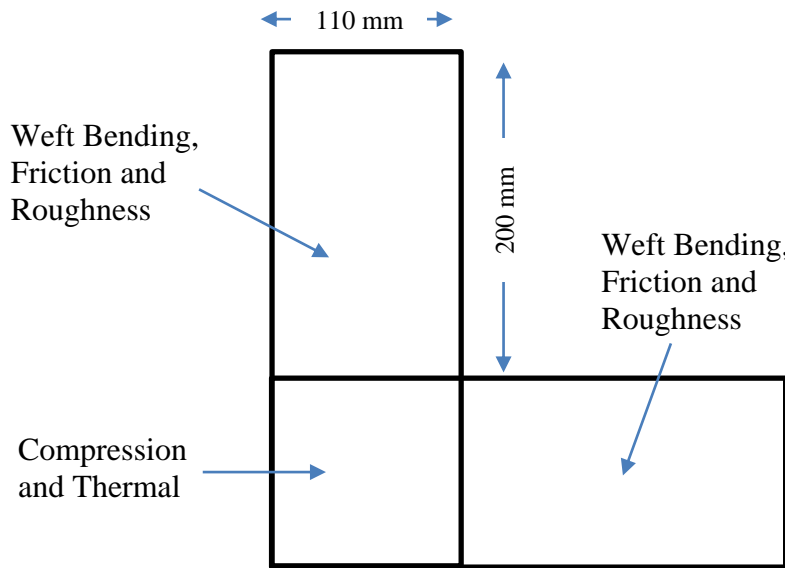 110 mm
Weft Bending,
Friction and
Roughness
200 mm
Weft Bending,
Friction and
Roughness
Compression
and Thermal